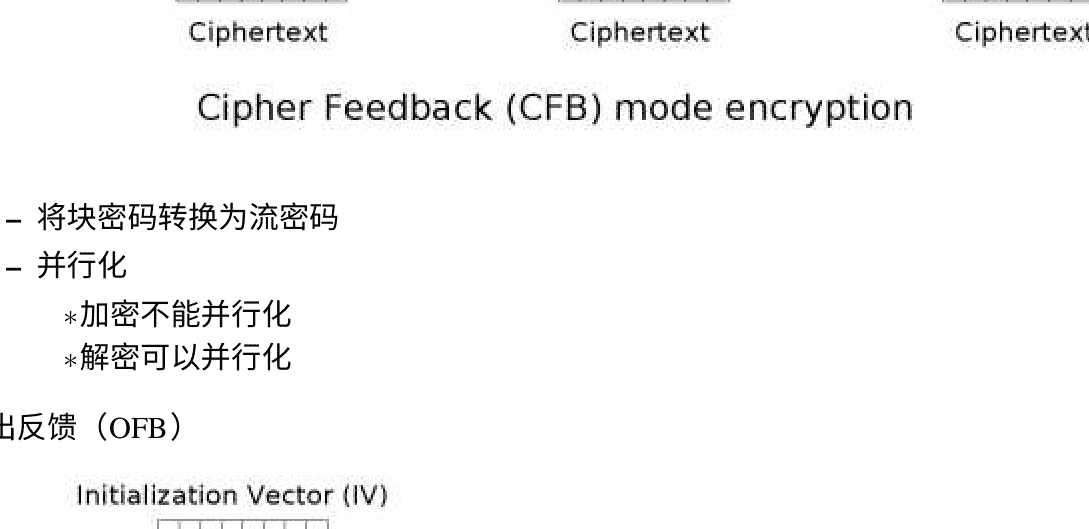 Ciphertext Ciphertext Ciphertext
Cipher Feedback (CFB) mode encryption
– 将块密码转换为流密码
– 并行化
*加密不能并行化
*解密可以并行化
出反馈（OFB）
Initialization Vector (IV)